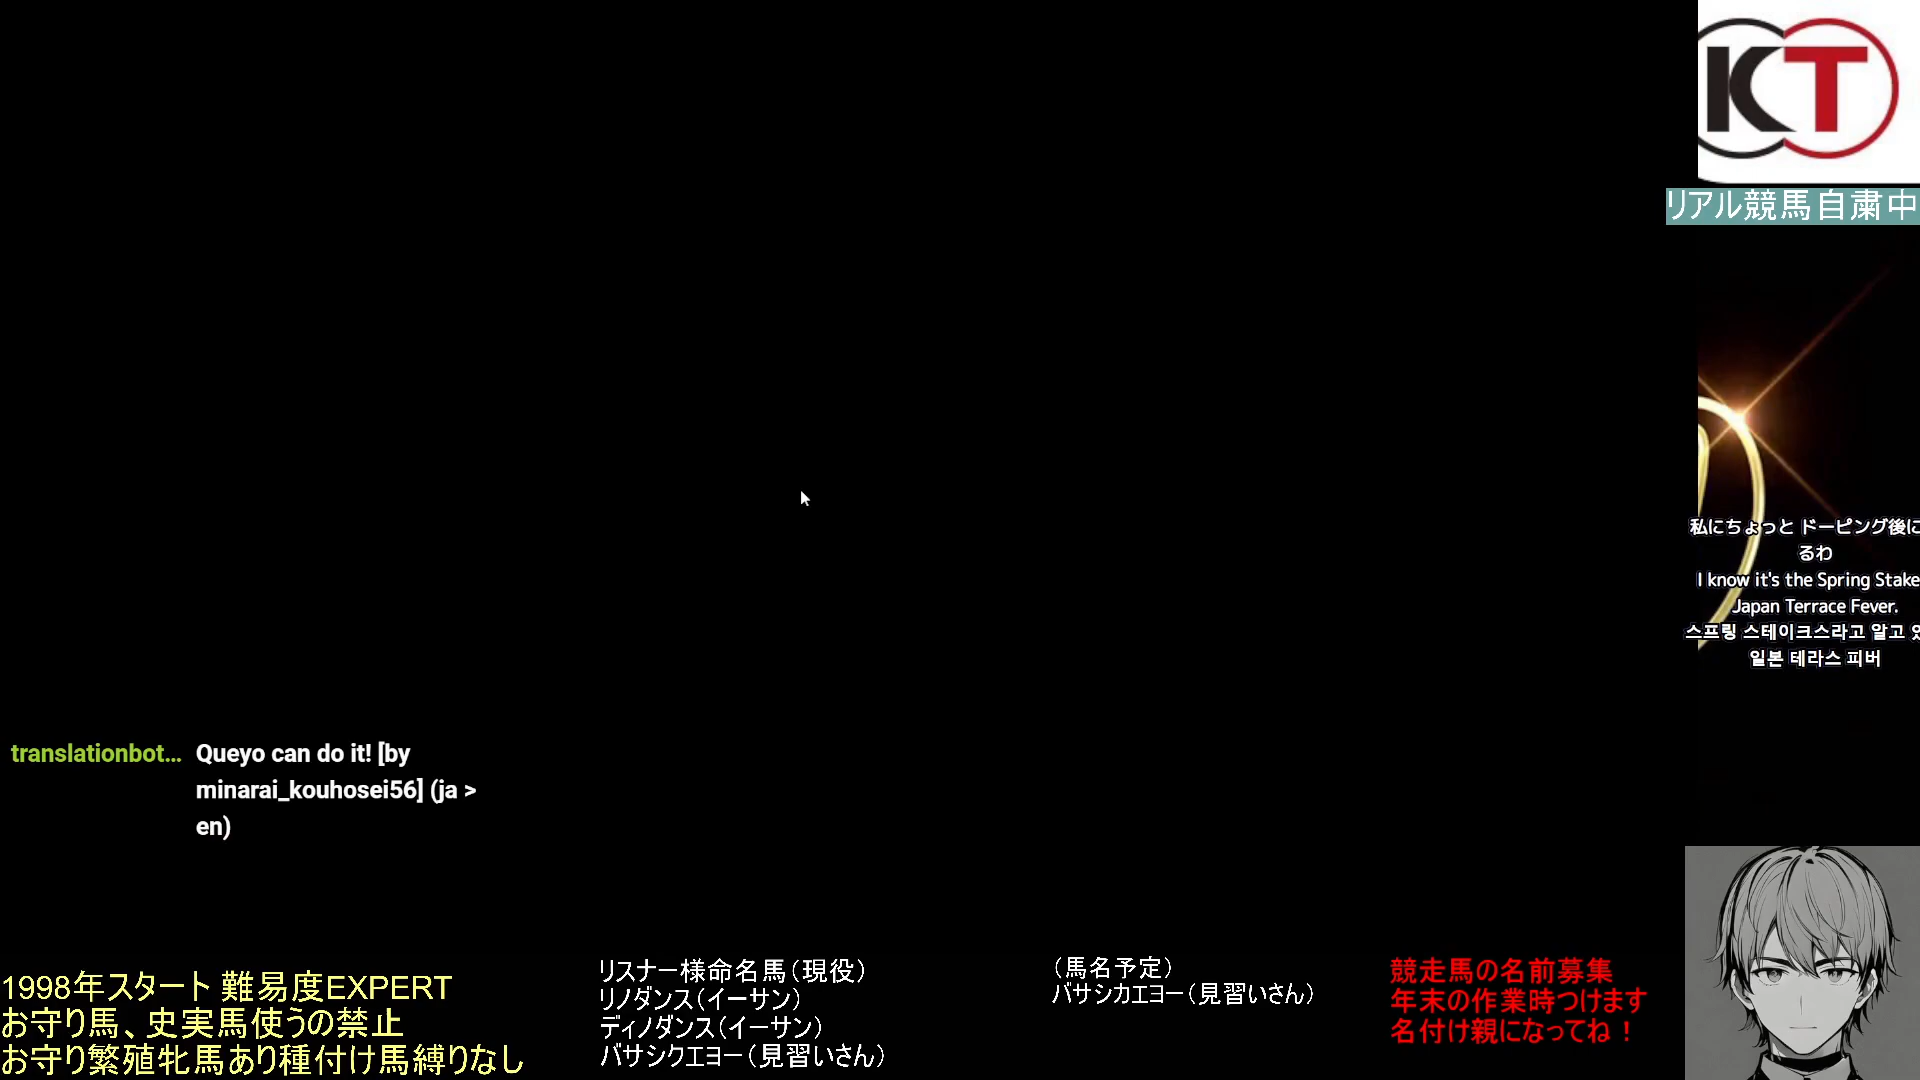 KT
リアル競馬自粛中
私にちょっと ドーピング後に
るわ
I know it's the Spring Stake
Japan Terrace Fever.
스프링 스테이크스라고 알고
일본 테라스 피버
translationbot... Queyo can do it! [by
minarai_kouhosei56] (ja >
en)
1998年スタート 難易度EXPERT
お守り馬、史実馬使うの禁止
お守り繁殖牝馬あり種付け馬縛りなし
リスナー様命名馬（現役）
リノダンス（イーサン）
ディノダンス（イーサン）
バサシクエヨー（見習いさん）
（馬名予定）
バサシカエヨー（見習いさん）
競走馬の名前募集
年末の作業時つけます
名付け親になってね！